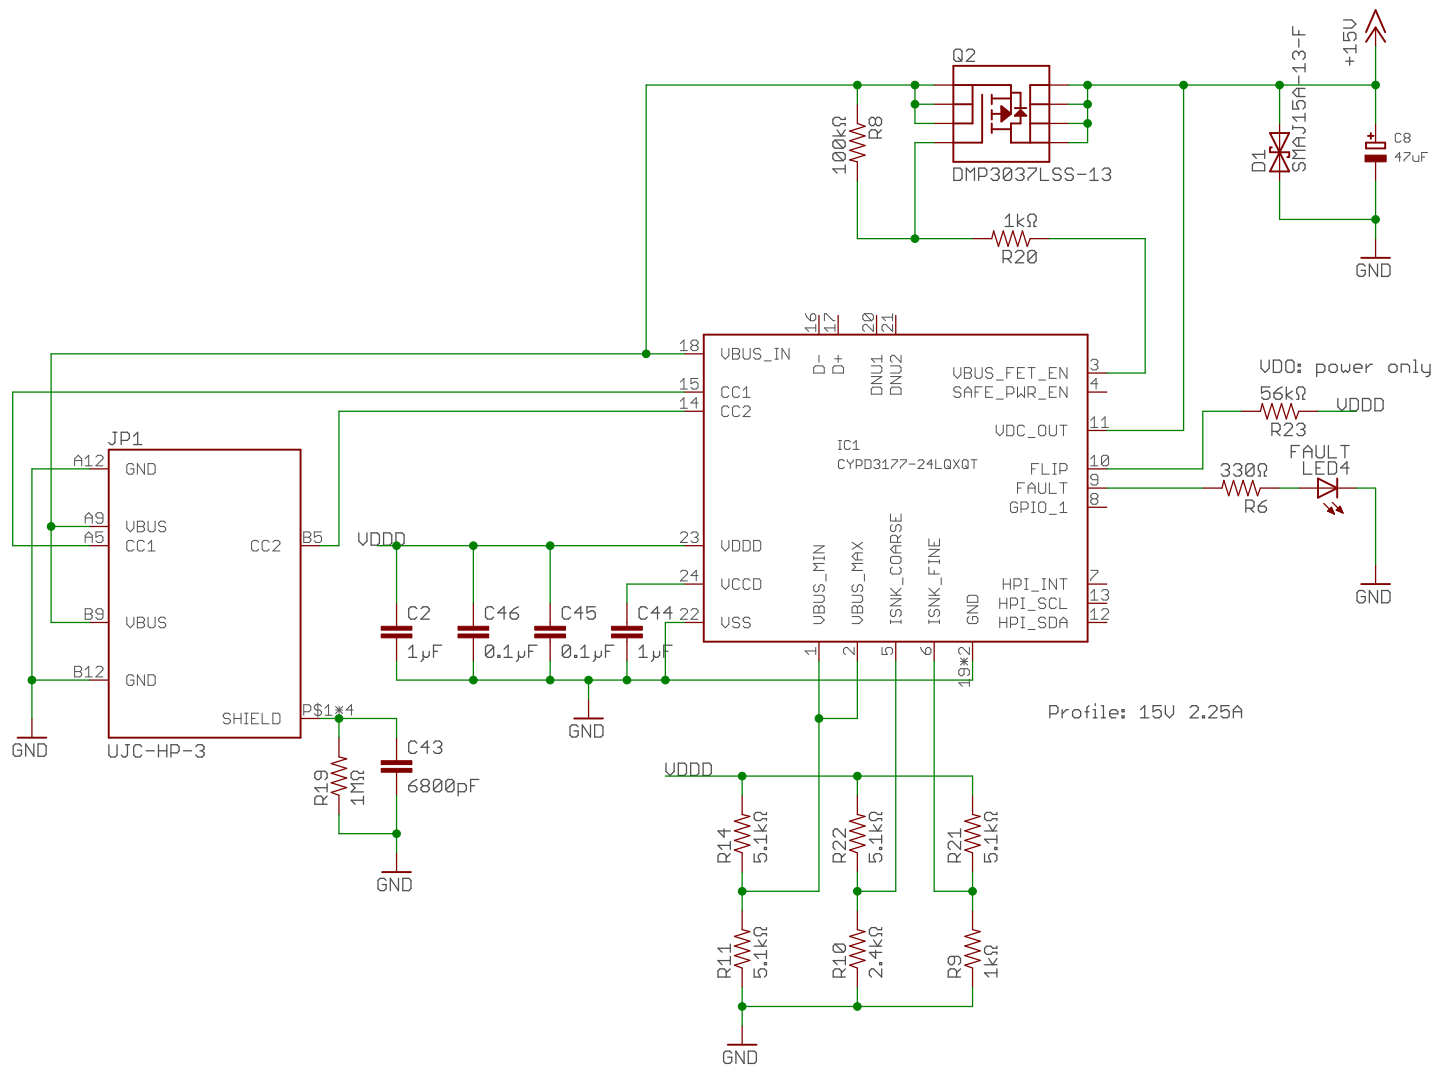 +15V
Q2
SMAJ15A-13-F
D1
C8
47uF
100kΩ
R8
DMP3037LSS-13
1kΩ
R20
GND
16
17
20
21
18
VBUS_IN
D-
D+
DNU1
DNU2
VBUS_FET_EN
3
SAFE_PWR_EN
4
15
CC1
14
CC2
VDC_OUT
11
IC1
CYPD3177-24LQXQT
FLIP
10
FAULT
9
GPIO_1
8
VDO: power only
56kΩ
VDDD
R23
FAULT
LED4
330Ω
R6
GND
JP1
A12
GND
A9
VBUS
A5
CC1
CC2
B5
B9
VBUS
B12
GND
SHIELD
P$1*4
UJC-HP-3
GND
VDDD
23
VDDD
24
VCCD
22
VSS
VBUS_MIN
VBUS_MAX
ISNK_COARSE
ISNK_FINE
GND
HPI_INT
7
HPI_SCL
13
HPI_SDA
12
1
2
5
6
19*2
C2
1µF
C46
0.1µF
C45
0.1µF
C44
1µF
GND
Profile: 15V 2.25A
R19
1MΩ
C43
6800pF
GND
VDDD
R14
5.1kΩ
R22
5.1kΩ
R21
5.1kΩ
R11
5.1kΩ
R10
2.4kΩ
R9
1kΩ
GND